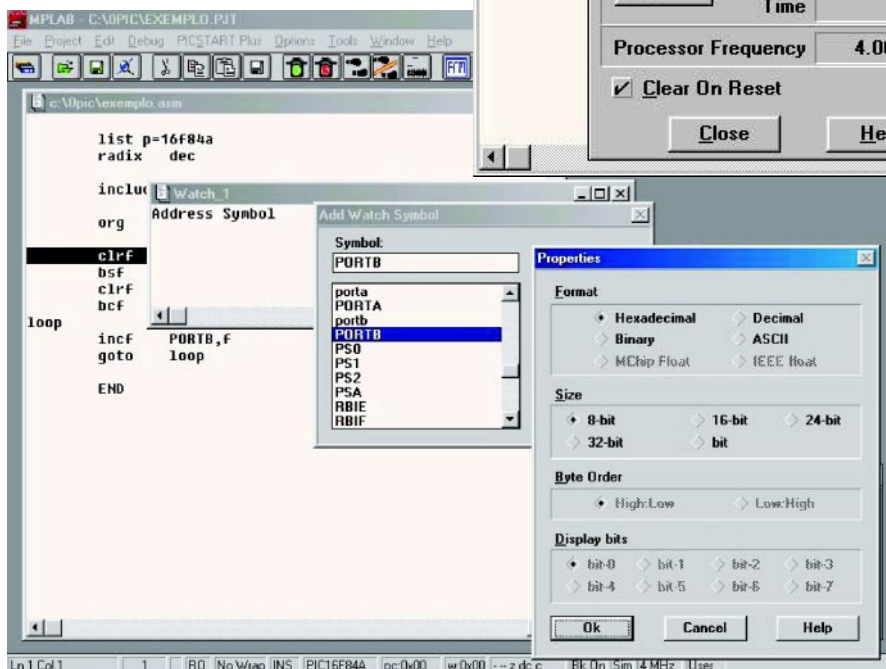 MPLAB - C:\0PIC\EXEMPLO.PJT
File Project Edit Debug PICSTART Plus Options Tools Window Help
Time
Processor Frequency 4.0
Clear On Reset
Close He
c:\0pic\exemplo.asm
list p=16f84a
radix dec
includ
org
clrf
bsf
clrf
bcf
loop
incf PORTB,f
goto loop
END
Watch_1
Address Symbol
Add Watch Symbol
Symbol:
PORTB
porta
PORTA
portb
PORTB
PS0
PS1
PS2
PSA
RBIE
RBIF
Properties
Format
Hexadecimal Decimal
Binary ASCII
MChip Float IEEE float
Size
8-bit 16-bit 24-bit
32-bit bit
Byte Order
High:Low Low:High
Display bits
bit-0 bit-1 bit-2 bit-3
bit-4 bit-5 bit-6 bit-7
Ok Cancel Help
Ln 1 Col 1 1 RO No Wrap INS PIC16F84A pc:0x00 w:0x00 - -- z dc c Bk On Sim 4 MHz User